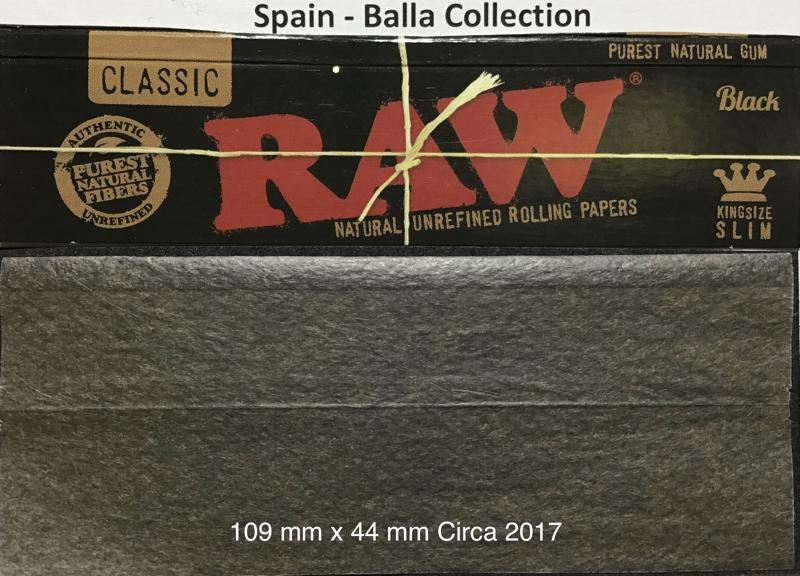 Spain - Balla Collection
PUREST NATURAL GUM
CLASSIC
RAW®
Black
AUTHENTIC
PUREST
NATURAL
FIBERS
UNREFINED
NATURAL UNREFINED ROLLING PAPERS
KINGSIZE
SLIM
109 mm x 44 mm Circa 2017